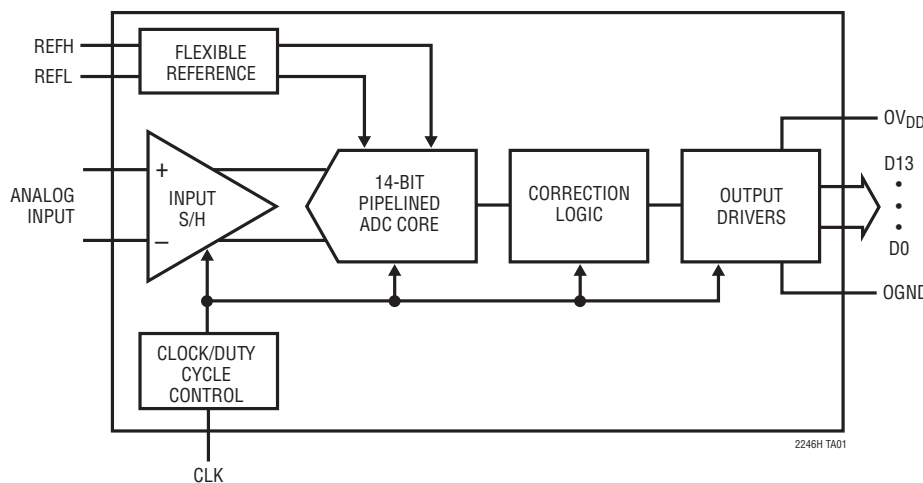 REFH
REFL
FLEXIBLE
REFERENCE
OVDD
ANALOG
INPUT
+
–
INPUT
S/H
14-BIT
PIPELINED
ADC CORE
CORRECTION
LOGIC
OUTPUT
DRIVERS
D13
•
•
•
D0
OGND
CLOCK/DUTY
CYCLE
CONTROL
CLK
2246H TA01